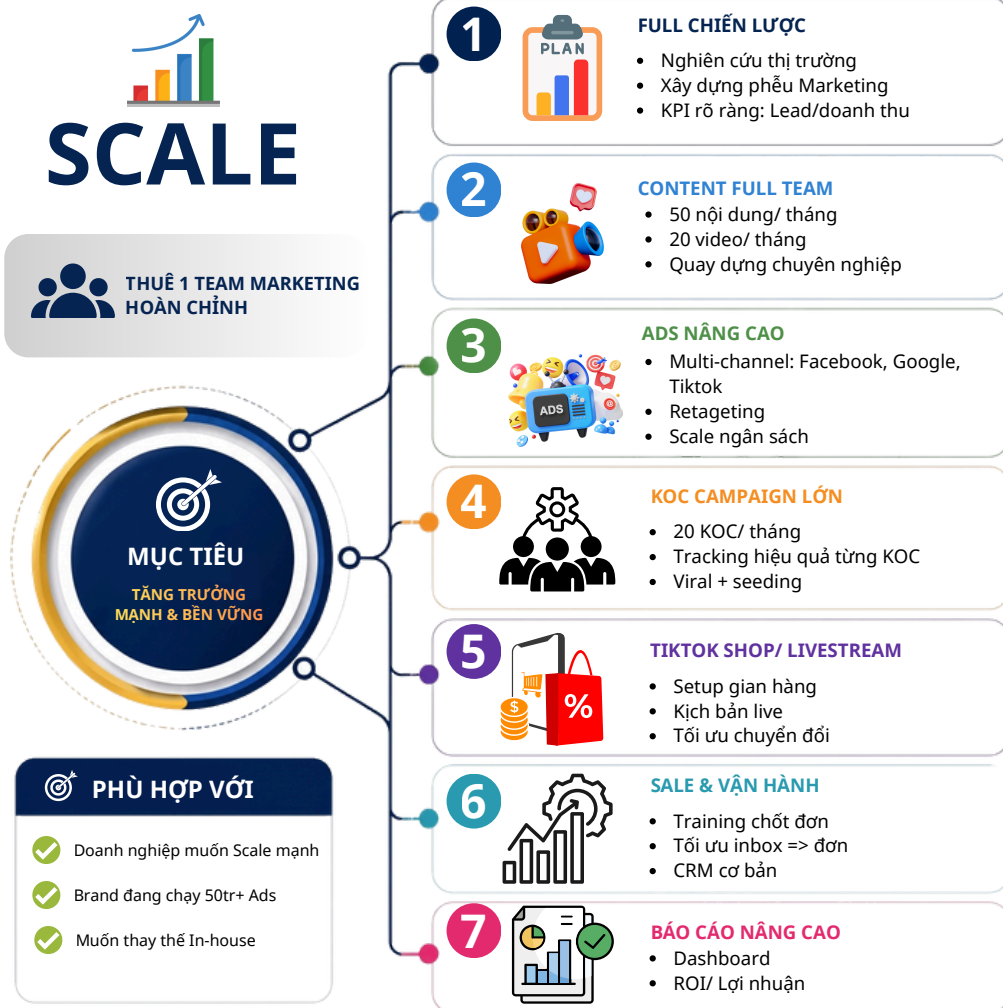 SCALE
THUÊ 1 TEAM MARKETING
HOÀN CHỈNH
MỤC TIÊU
TĂNG TRƯỞNG
MẠNH & BỀN VỮNG
PHÙ HỢP VỚI
Doanh nghiệp muốn Scale mạnh
Brand đang chạy 50tr+ Ads
Muốn thay thế In-house
1
PLAN
FULL CHIẾN LƯỢC
• Nghiên cứu thị trường
• Xây dựng phễu Marketing
• KPI rõ ràng: Lead/doanh thu
2
CONTENT FULL TEAM
• 50 nội dung/ tháng
• 20 video/ tháng
• Quay dựng chuyên nghiệp
3
ADS
ADS NÂNG CAO
• Multi-channel: Facebook, Google,
Tiktok
• Retageting
• Scale ngân sách
4
KOC CAMPAIGN LỚN
• 20 KOC/ tháng
• Tracking hiệu quả từng KOC
• Viral + seeding
5
$
%
TIKTOK SHOP/ LIVESTREAM
• Setup gian hàng
• Kịch bản live
• Tối ưu chuyển đổi
6
SALE & VẬN HÀNH
• Training chốt đơn
• Tối ưu inbox => đơn
• CRM cơ bản
7
BÁO CÁO NÂNG CAO
• Dashboard
• ROI/ Lợi nhuận